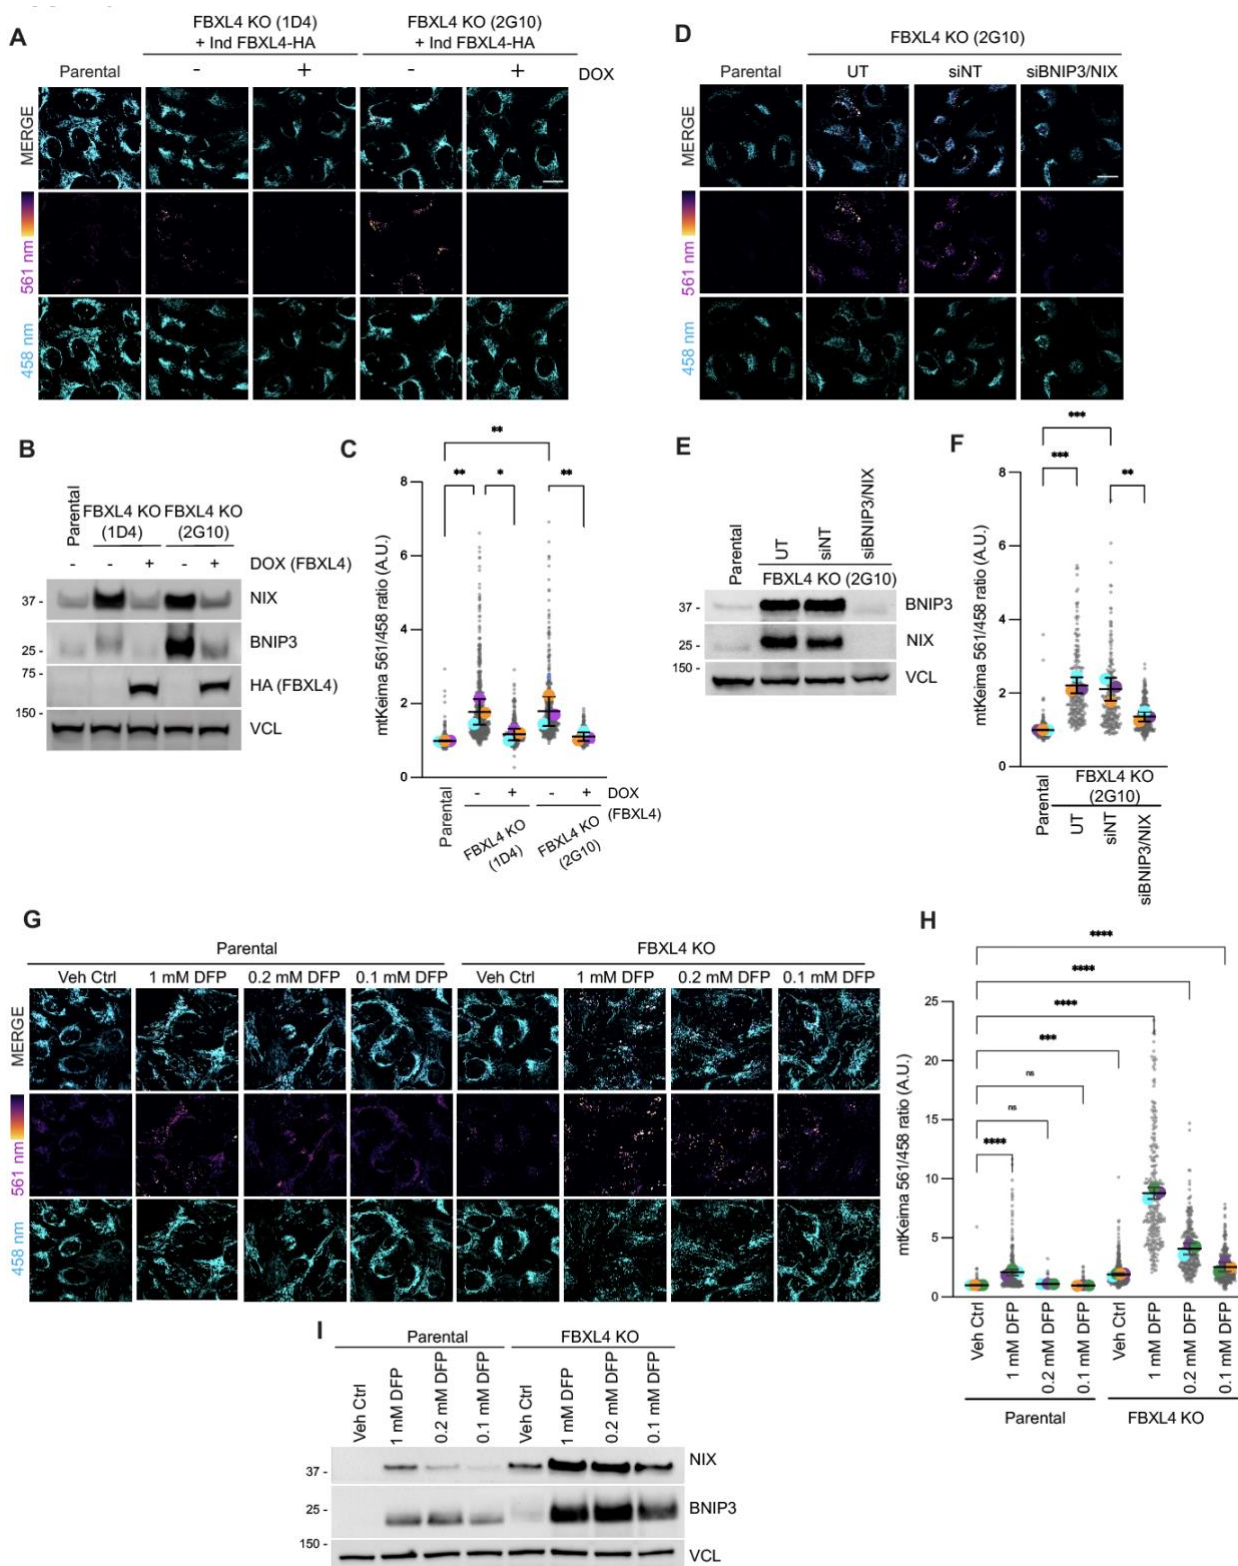 A
FBXL4 KO (1D4)
+ Ind FBXL4-HA
FBXL4 KO (2G10)
+ Ind FBXL4-HA
Parental
-
+
-
+
DOX
MERGE
561 nm
458 nm
D
FBXL4 KO (2G10)
Parental
UT
siNT
siBNIP3/NIX
MERGE
561 nm
458 nm
B
Parental
FBXL4 KO
(1D4)
FBXL4 KO
(2G10)
- - + - + DOX (FBXL4)
37 -
NIX
25 -
BNIP3
75 -
HA (FBXL4)
150 -
VCL
C
**
** * **
mtKeima 561/458 ratio (A.U.)
8
6
4
2
0
Parental
- + - + DOX
(FBXL4)
FBXL4 KO
(1D4)
FBXL4 KO
(2G10)
E
Parental
UT
siNT
siBNIP3/NIX
FBXL4 KO (2G10)
37 -
BNIP3
25 -
NIX
150 -
VCL
F
***
*** **
mtKeima 561/458 ratio (A.U.)
8
6
4
2
0
Parental
FBXL4 KO
(2G10)
UT
siNT
siBNIP3/NIX
G
Parental
FBXL4 KO
Veh Ctrl 1 mM DFP 0.2 mM DFP 0.1 mM DFP Veh Ctrl 1 mM DFP 0.2 mM DFP 0.1 mM DFP
MERGE
561 nm
458 nm
H
****
****
****
***
ns
ns
****
mtKeima 561/458 ratio (A.U.)
25
20
15
10
5
0
Veh Ctrl
1 mM DFP
0.2 mM DFP
0.1 mM DFP
Veh Ctrl
1 mM DFP
0.2 mM DFP
0.1 mM DFP
Parental
FBXL4 KO
I
Parental
FBXL4 KO
Veh Ctrl
1 mM DFP
0.2 mM DFP
0.1 mM DFP
Veh Ctrl
1 mM DFP
0.2 mM DFP
0.1 mM DFP
37 -
NIX
25 -
BNIP3
150 -
VCL